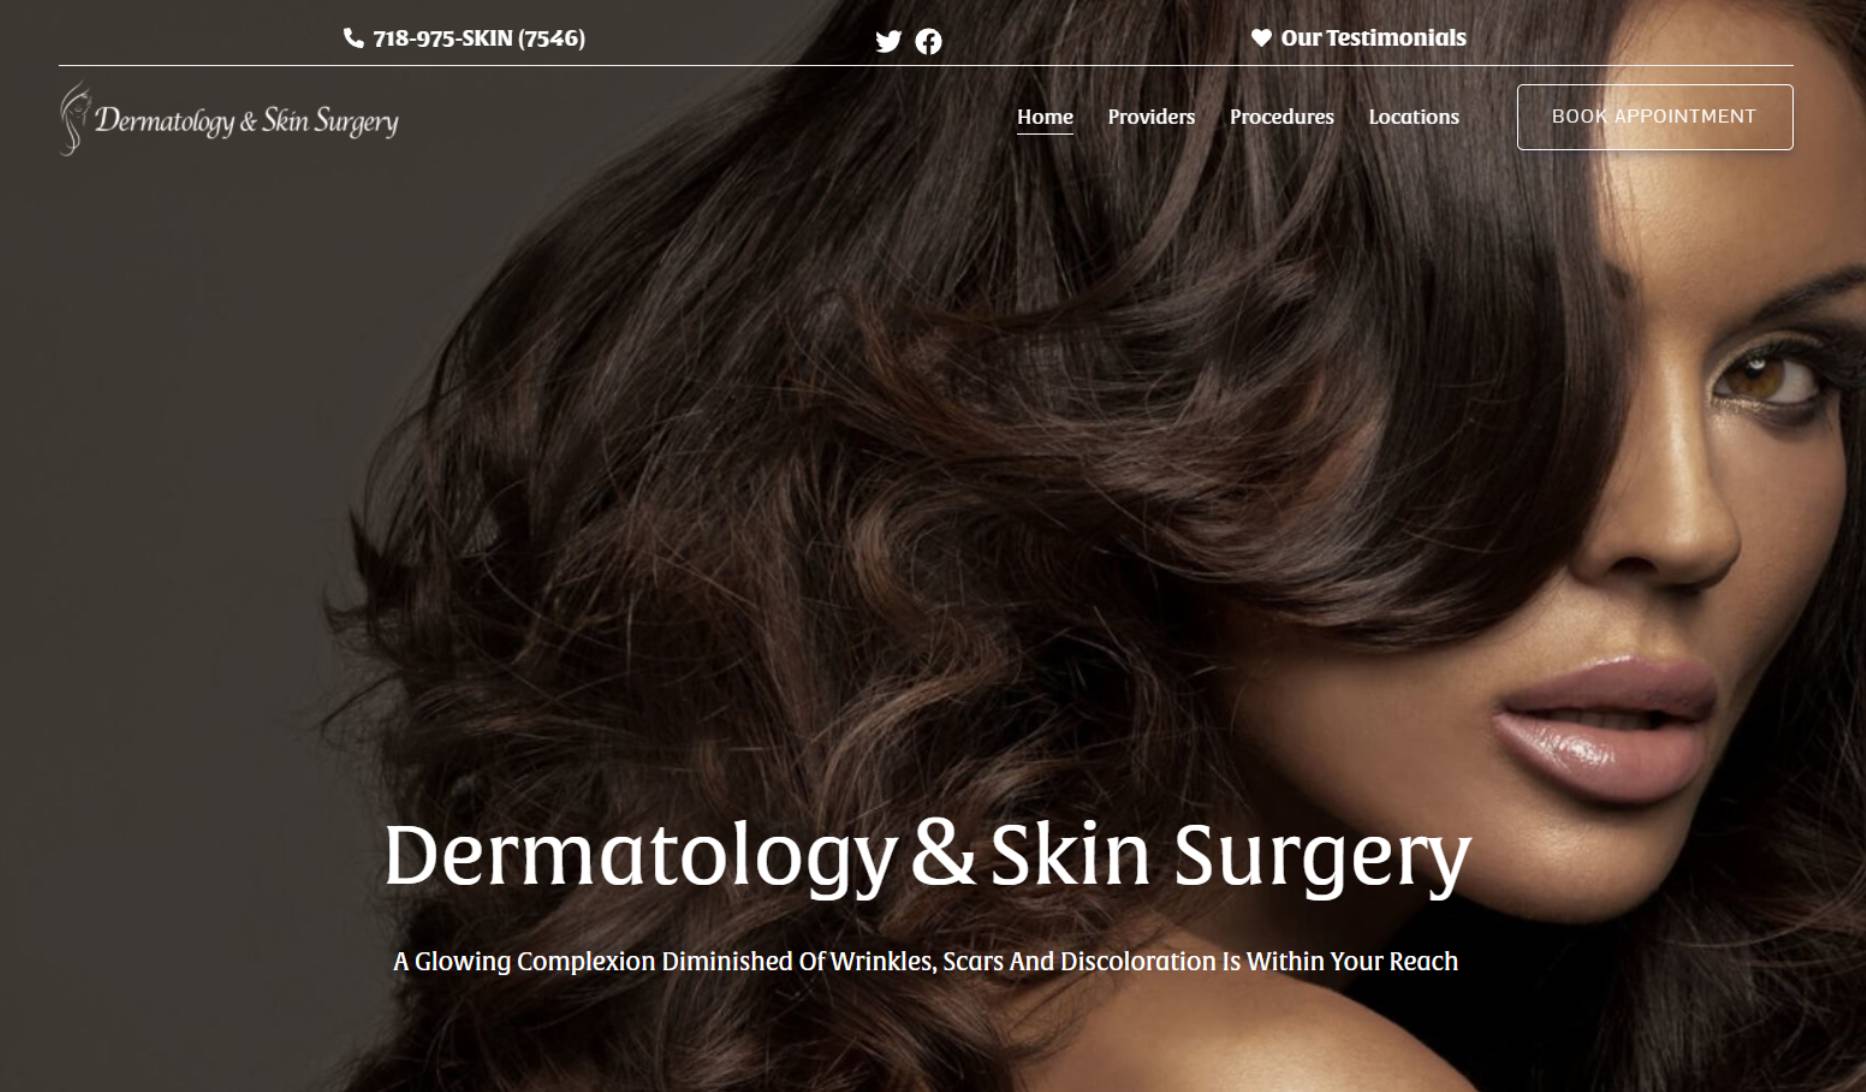 718-975-SKIN (7546)
Our Testimonials
Dermatology & Skin Surgery
Home
Providers
Procedures
Locations
BOOK APPOINTMENT
Dermatology & Skin Surgery
A Glowing Complexion Diminished Of Wrinkles, Scars And Discoloration Is Within Your Reach